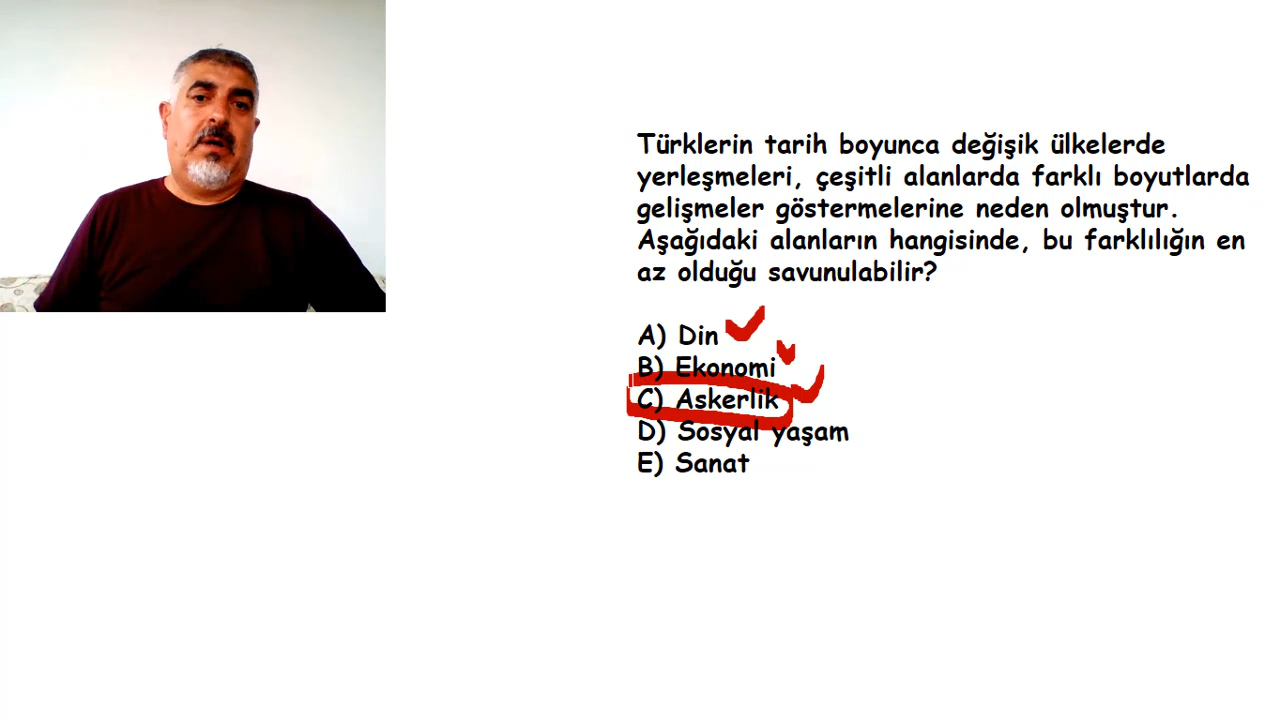 Türklerin tarih boyunca değişik ülkelerde
yerleşmeleri, çeşitli alanlarda farklı boyutlarda
gelişmeler göstermelerine neden olmuştur.
Aşağıdaki alanların hangisinde, bu farklılığın en
az olduğu savunulabilir?
A) Din
B) Ekonomi
C) Askerlik
D) Sosyal yaşam
E) Sanat